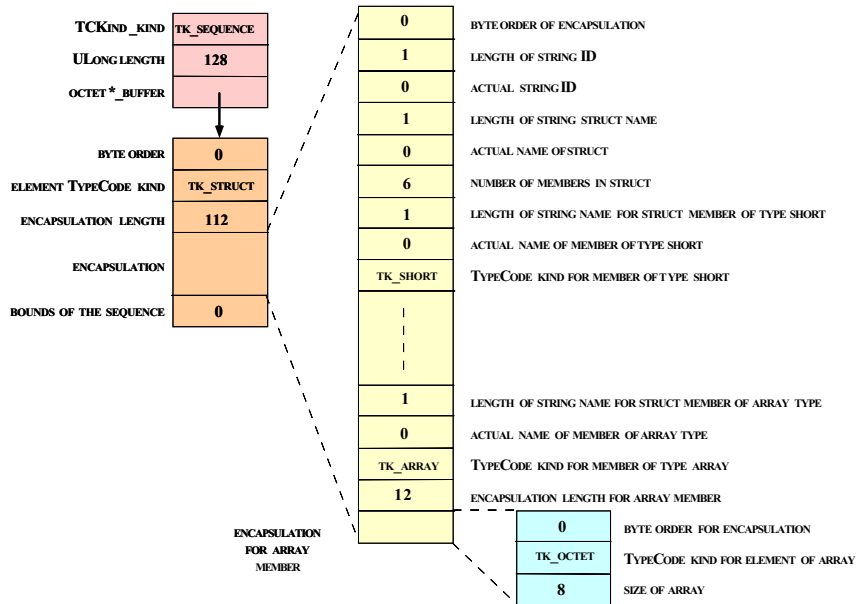 TCKind _kind TK_SEQUENCE
ULong length 128
octet *_buffer
byte order 0
element TypeCode kind TK_STRUCT
encapsulation length 112
encapsulation
bounds of the sequence 0
0 byte order of encapsulation
1 length of string id
0 actual string ID
1 length of string struct name
0 actual name of struct
6 number of members in struct
1 length of string name for struct member of type short
0 actual name of member of type short
TK_SHORT TypeCode kind for member of type short
1 length of string name for struct member of array type
0 actual name of member of array type
TK_ARRAY TypeCode kind for member of type array
12 encapsulation length for array member
encapsulation
for array
member
0 byte order for encapsulation
TK_OCTET TypeCode kind for element of array
8 size of array